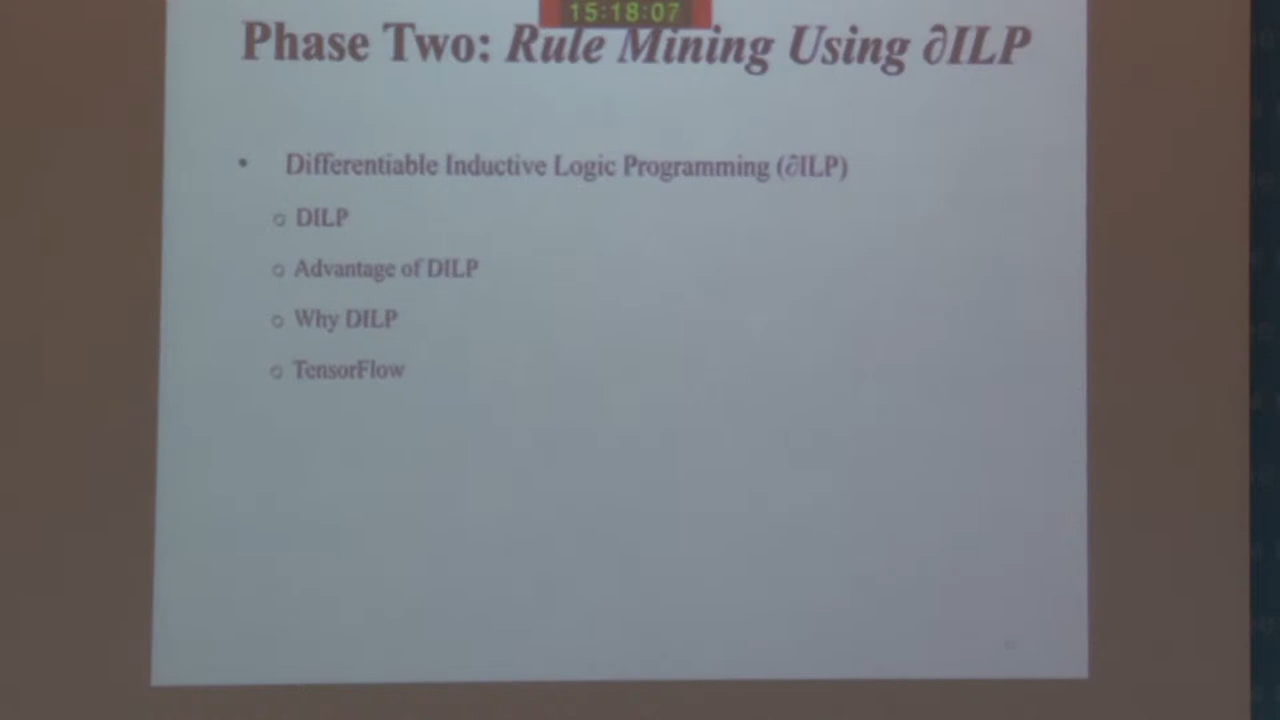 15:18:07
Phase Two: Rule Mining Using ∂ILP
• Differentiable Inductive Logic Programming (∂ILP)
o DILP
o Advantage of DILP
o Why DILP
o TensorFlow